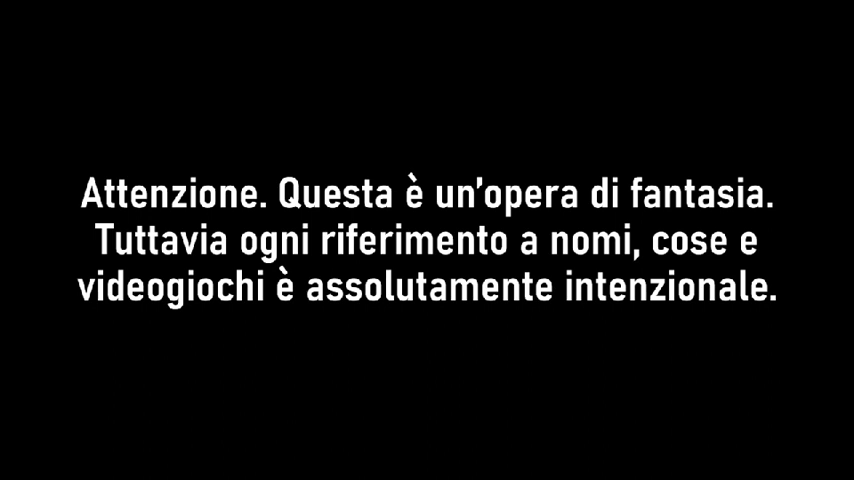 Attenzione. Questa è un'opera di fantasia.
Tuttavia ogni riferimento a nomi, cose e
videogiochi è assolutamente intenzionale.